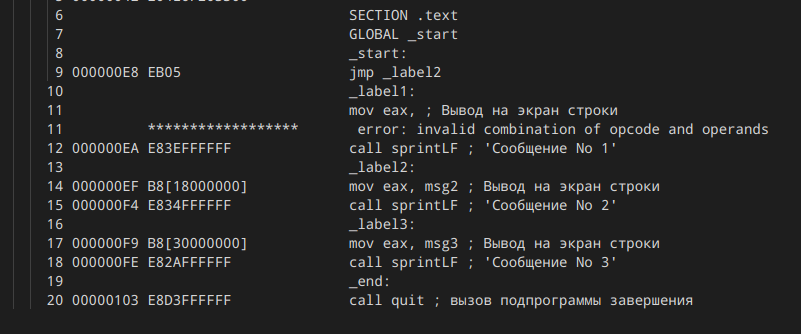 6 SECTION .text
7 GLOBAL _start
8 _start:
9 000000E8 EB05 jmp _label2
10 _label1:
11 mov eax, ; Вывод на экран строки
11 ****************** error: invalid combination of opcode and operands
12 000000EA E83EFFFFFF call sprintLF ; 'Сообщение No 1'
13 _label2:
14 000000EF B8[18000000] mov eax, msg2 ; Вывод на экран строки
15 000000F4 E834FFFFFF call sprintLF ; 'Сообщение No 2'
16 _label3:
17 000000F9 B8[30000000] mov eax, msg3 ; Вывод на экран строки
18 000000FE E82AFFFFFF call sprintLF ; 'Сообщение No 3'
19 _end:
20 00000103 E8D3FFFFFF call quit ; вызов подпрограммы завершения